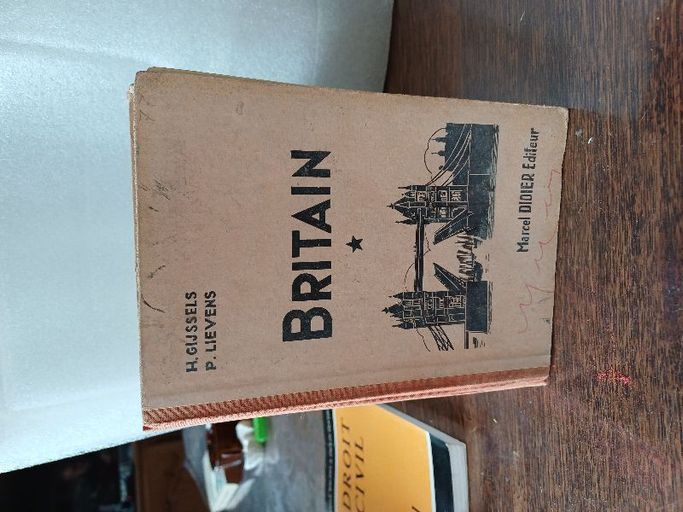 H. GIJSSELS
P. LIEVENS
BRITAIN
Marcel DIDIER Editeur
DROIT
CIVIL